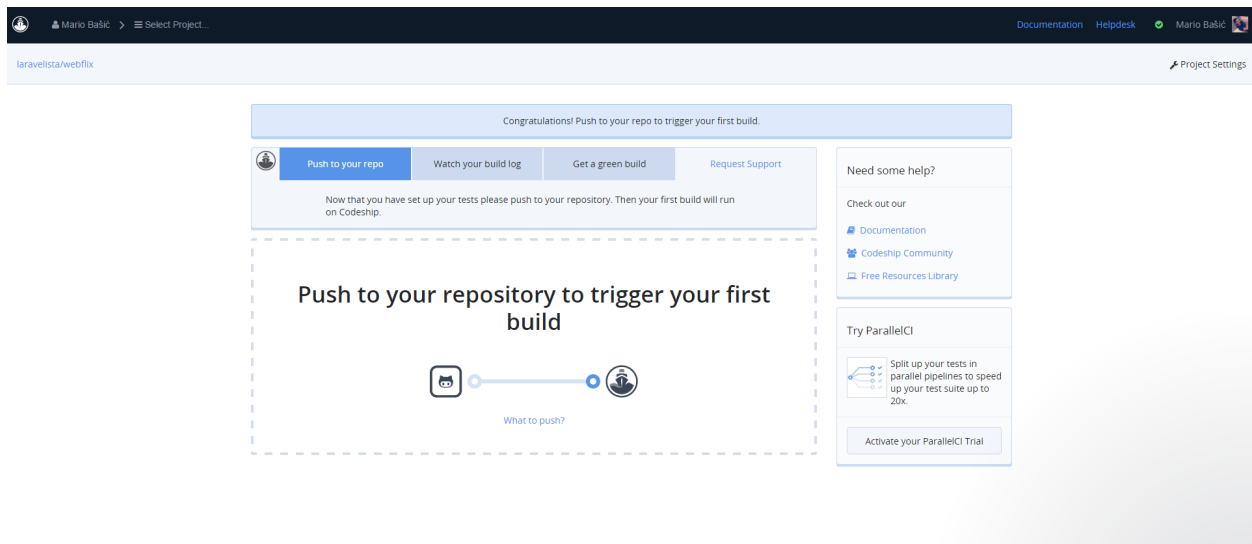 Mario Bašić > Select Project... Documentation Helpdesk Mario Bašić
laravelista/webflix Project Settings
Congratulations! Push to your repo to trigger your first build.
Push to your repo Watch your build log Get a green build Request Support
Now that you have set up your tests please push to your repository. Then your first build will run
on Codeship.
Push to your repository to trigger your first
build
What to push?
Need some help?
Check out our
Documentation
Codeship Community
Free Resources Library
Try ParallelCI
Split up your tests in
parallel pipelines to speed
up your test suite up to
20x.
Activate your ParallelCI Trial